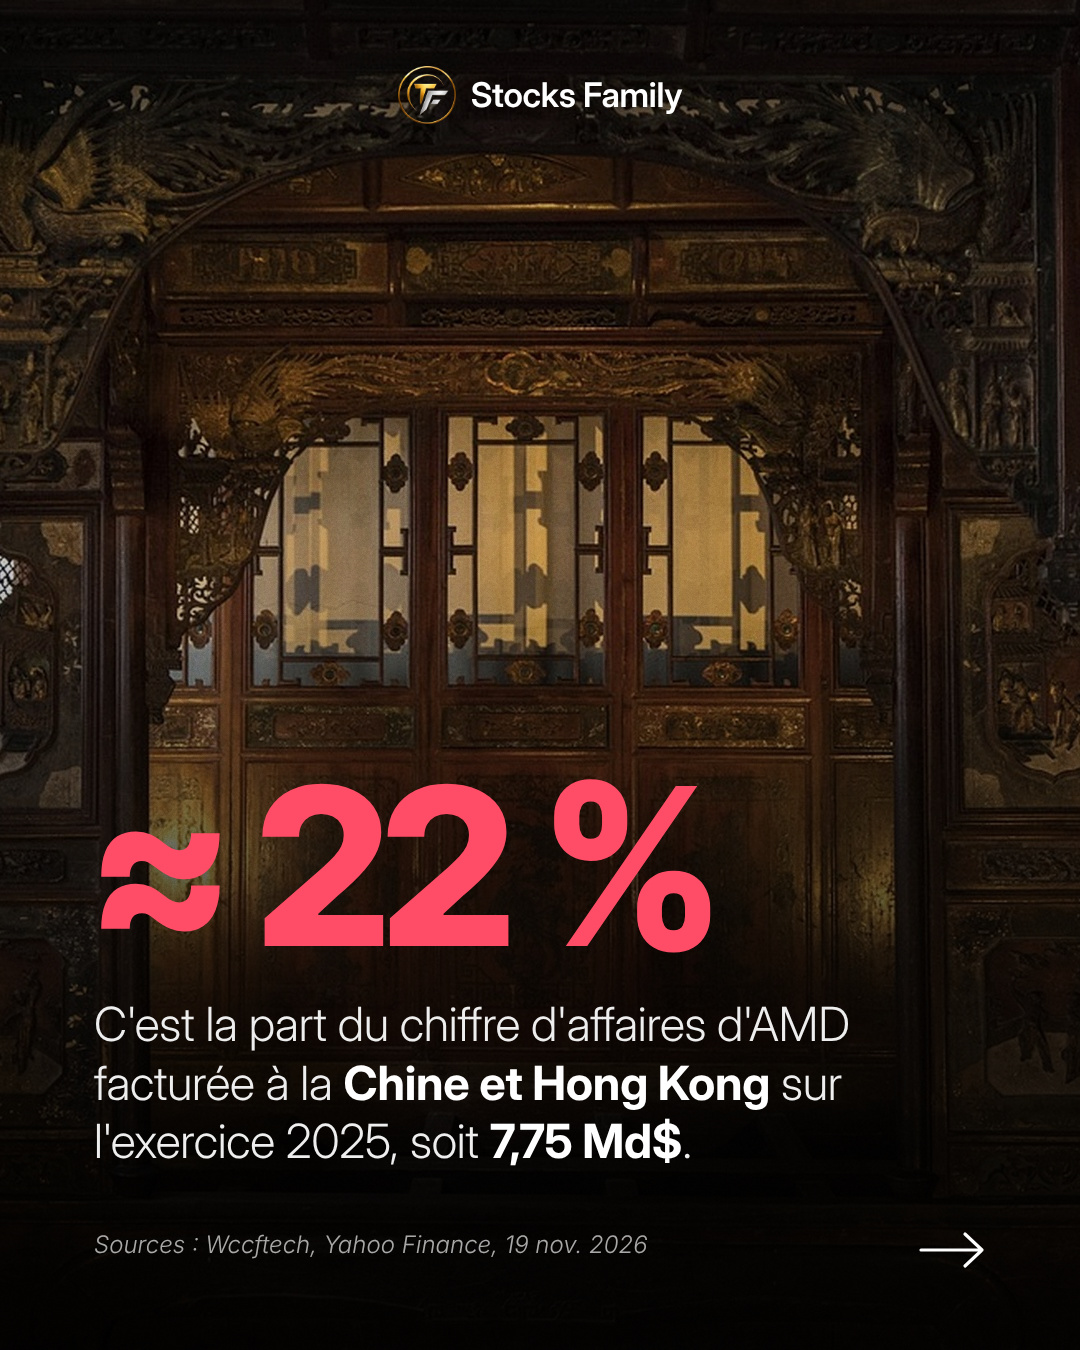 Stocks Family
≈ 22 %
C'est la part du chiffre d'affaires d'AMD
facturée à la Chine et Hong Kong sur
l'exercice 2025, soit 7,75 Md$.
Sources : Wccftech, Yahoo Finance, 19 nov. 2026